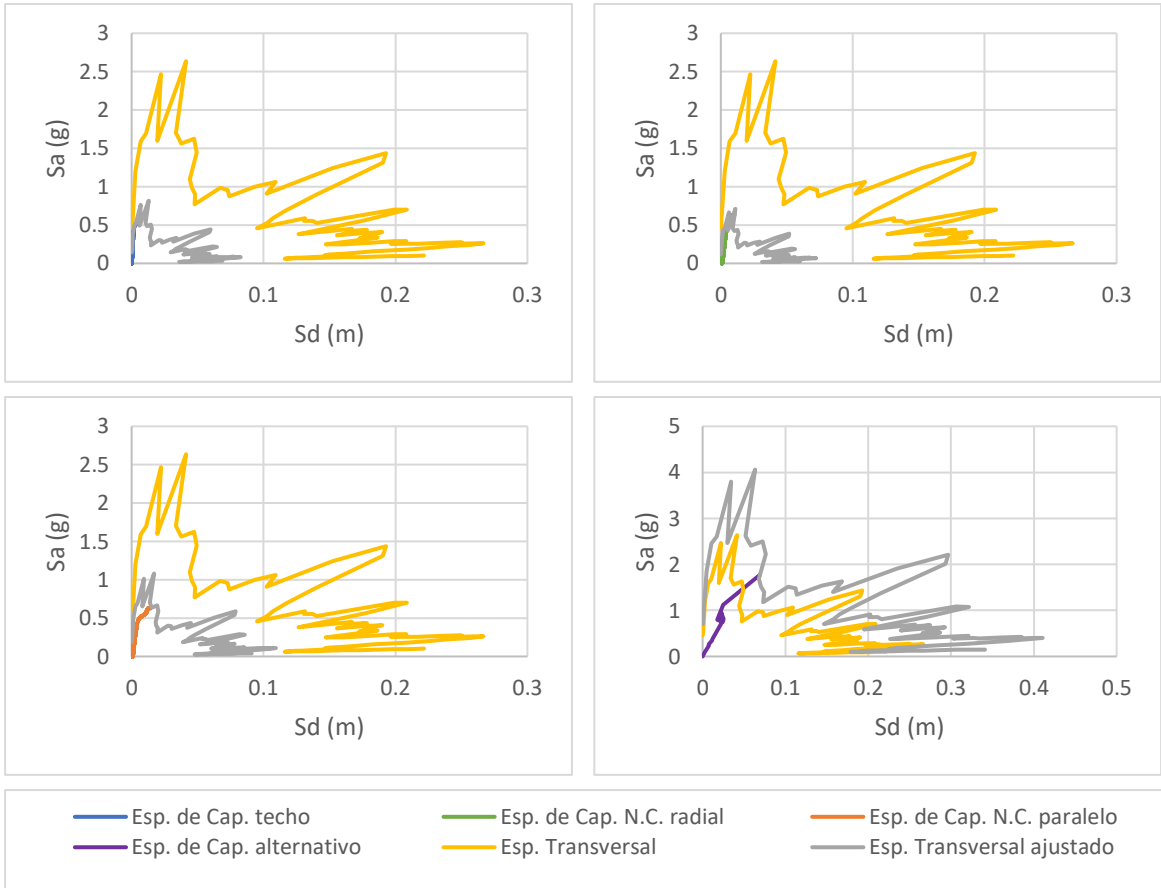 3
2.5
2
1.5
1
0.5
0
Sa (g)
0 0.1 0.2 0.3
Sd (m)
3
2.5
2
1.5
1
0.5
0
Sa (g)
0 0.1 0.2 0.3
Sd (m)
3
2.5
2
1.5
1
0.5
0
Sa (g)
0 0.1 0.2 0.3
Sd (m)
5
4
3
2
1
0
Sa (g)
0 0.1 0.2 0.3 0.4 0.5
Sd (m)
Esp. de Cap. techo Esp. de Cap. N.C. radial Esp. de Cap. N.C. paralelo
Esp. de Cap. alternativo Esp. Transversal Esp. Transversal ajustado